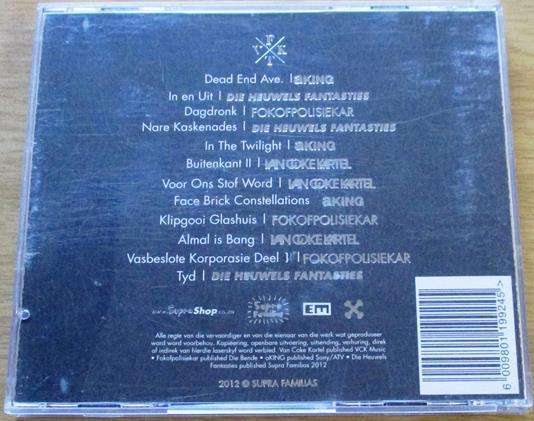 F
V K
T
Dead End Ave. | aKING
In en Uit | DIE HEUWELS FANTASTIES
Dagdronk | FOKOFPOLISIEKAR
Nare Kaskenades | DIE HEUWELS FANTASTIES
In The Twilight | aKING
Buitenkant II | VAN COKE KARTEL
Voor Ons Stof Word | VAN COKE KARTEL
Face Brick Constellations aKING
Klipgooi Glashuis | FOKOFPOLISIEKAR
Almal is Bang | VAN COKE KARTEL
Vasbeslote Korporasie Deel 1 | FOKOFPOLISIEKAR
Tyd | DIE HEUWELS FANTASTIES
SupraShop Supra Familias Em
Alle regte van die vervaardiger en van die eienaar van die werk wat geproduseer
word word voorbehou. Kopiëering, openbare uitvoering, uitsending, verhuring, direk
of indirek van hierdie laserskyf word verbied. Van Coke Kartel published VCK Music
• Fokofpolisiekar published Die Bende • aKING published Sony/ATV • Die Heuwels
Fantasties published Supra Familias 2012
2012 © SUPRA FAMILIAS
6 009801 199245 >